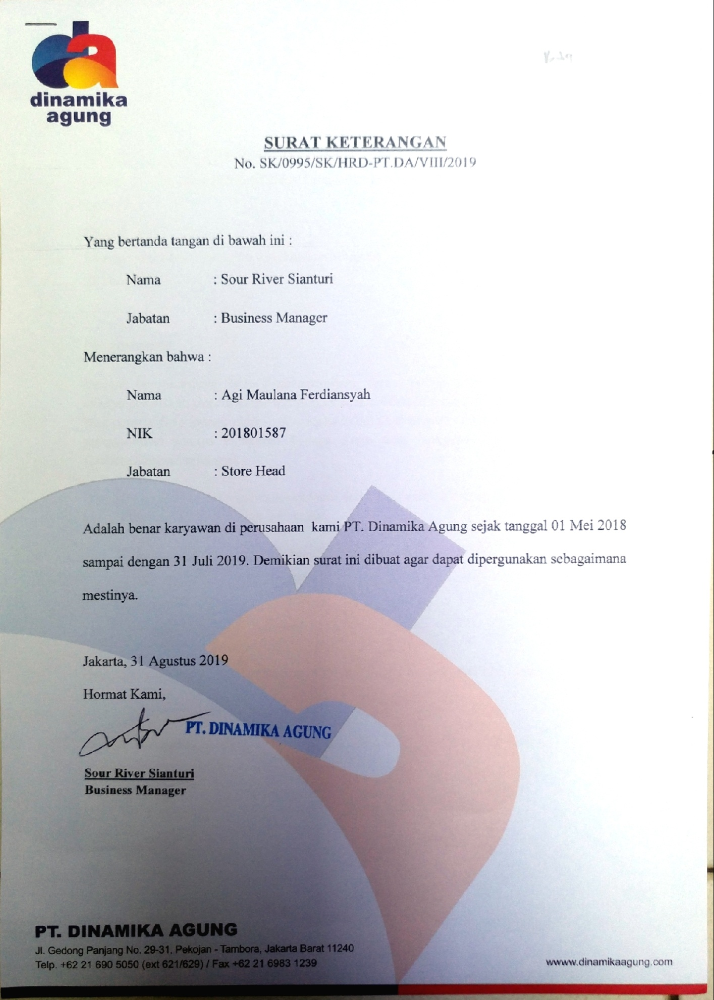 dinamika
agung
SURAT KETERANGAN
No. SK/0995/SK/HRD-PT.DA/VIII/2019
Yang bertanda tangan di bawah ini :
Nama : Sour River Sianturi
Jabatan : Business Manager
Menerangkan bahwa :
Nama : Agi Maulana Ferdiansyah
NIK : 201801587
Jabatan : Store Head
Adalah benar karyawan di perusahaan kami PT. Dinamika Agung sejak tanggal 01 Mei 2018
sampai dengan 31 Juli 2019. Demikian surat ini dibuat agar dapat dipergunakan sebagaimana
mestinya.
Jakarta, 31 Agustus 2019
Hormat Kami,
PT. DINAMIKA AGUNG
Sour River Sianturi
Business Manager
PT. DINAMIKA AGUNG
Jl. Gedong Panjang No. 29-31, Pekojan - Tambora, Jakarta Barat 11240
Telp. +62 21 690 5050 (ext 621/629) / Fax +62 21 6983 1239
wwww.dinamikaagung.com